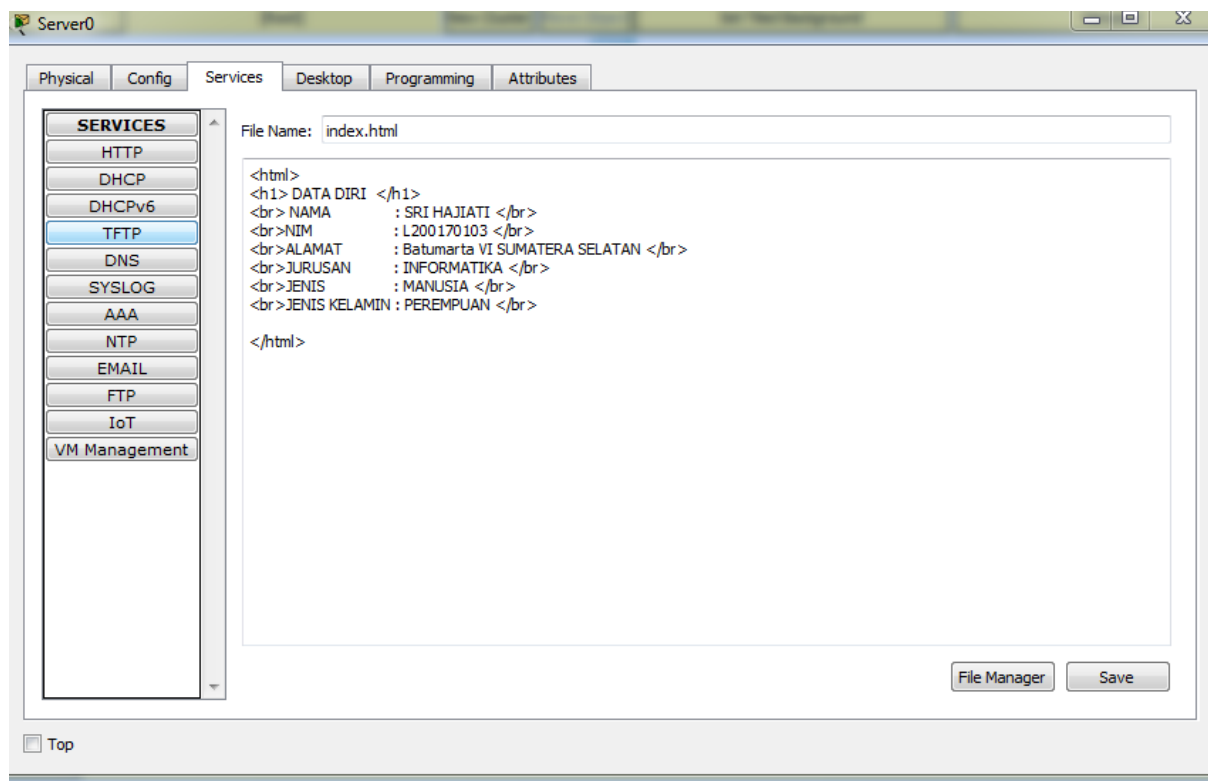 Server0
Physical Config Services Desktop Programming Attributes
SERVICES
HTTP
DHCP
DHCPv6
TFTP
DNS
SYSLOG
AAA
NTP
EMAIL
FTP
IoT
VM Management
File Name: index.html
<html>
<h1> DATA DIRI </h1>
<br> NAMA : SRI HAJIATI </br>
<br>NIM : L200170103 </br>
<br>ALAMAT : Batumarta VI SUMATERA SELATAN </br>
<br>JURUSAN : INFORMATIKA </br>
<br>JENIS : MANUSIA </br>
<br>JENIS KELAMIN : PEREMPUAN </br>
</html>
File Manager Save
Top